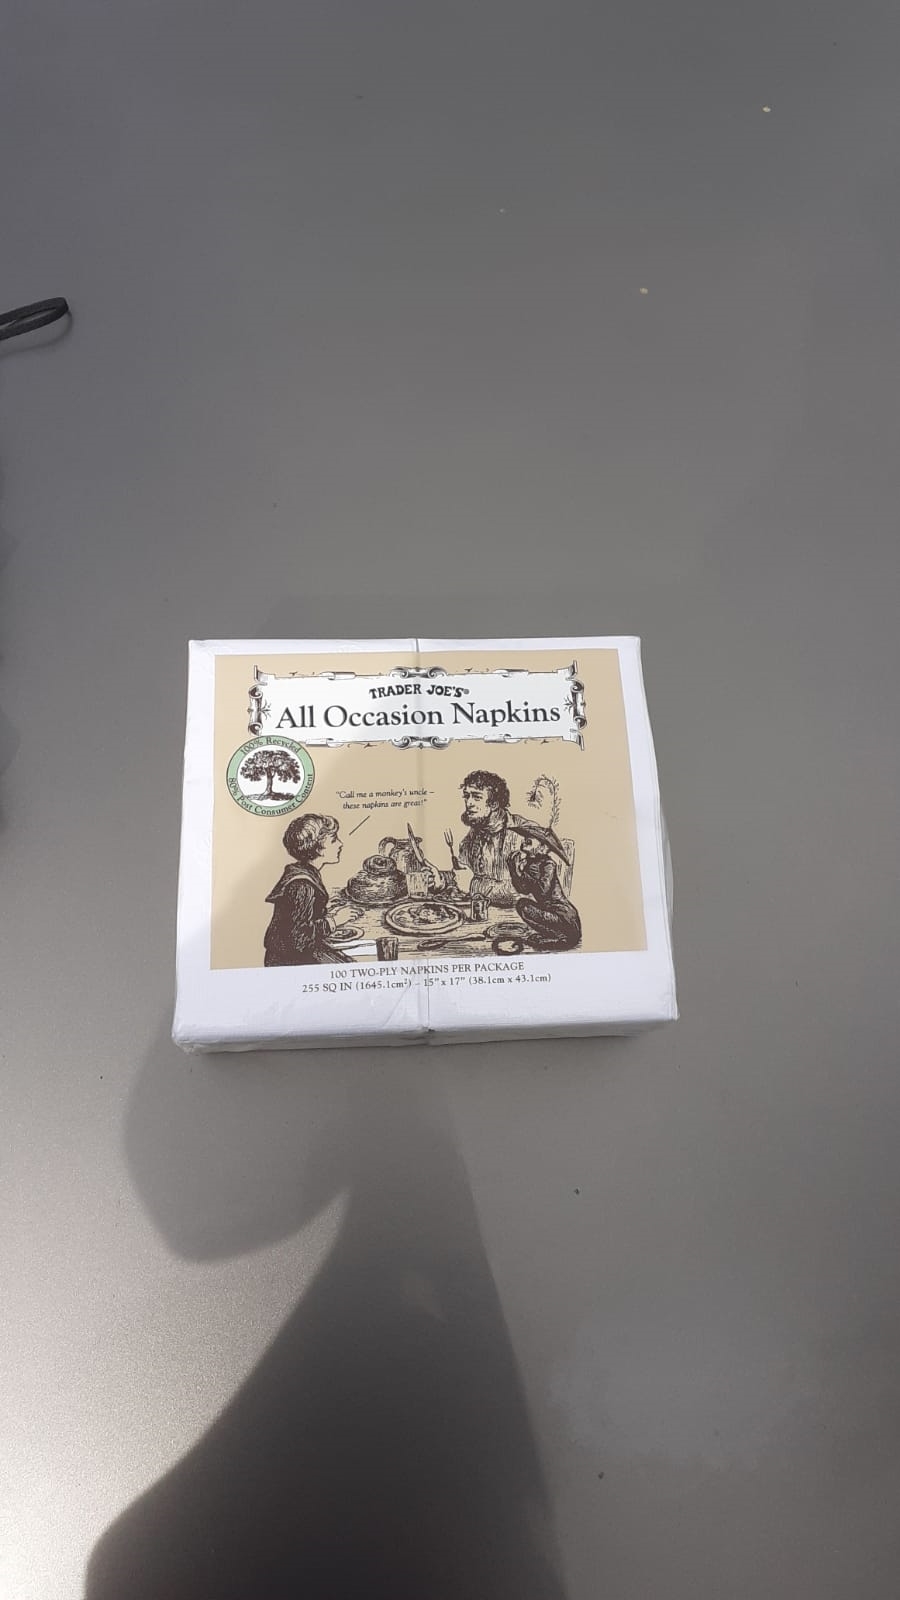 TRADER JOE'S®
All Occasion Napkins
100% Recycled
80% Post Consumer Content
"Call me a monkey's uncle –
these napkins are great!"
100 TWO-PLY NAPKINS PER PACKAGE
255 SQ IN (1645.1cm²) – 15" x 17" (38.1cm x 43.1cm)